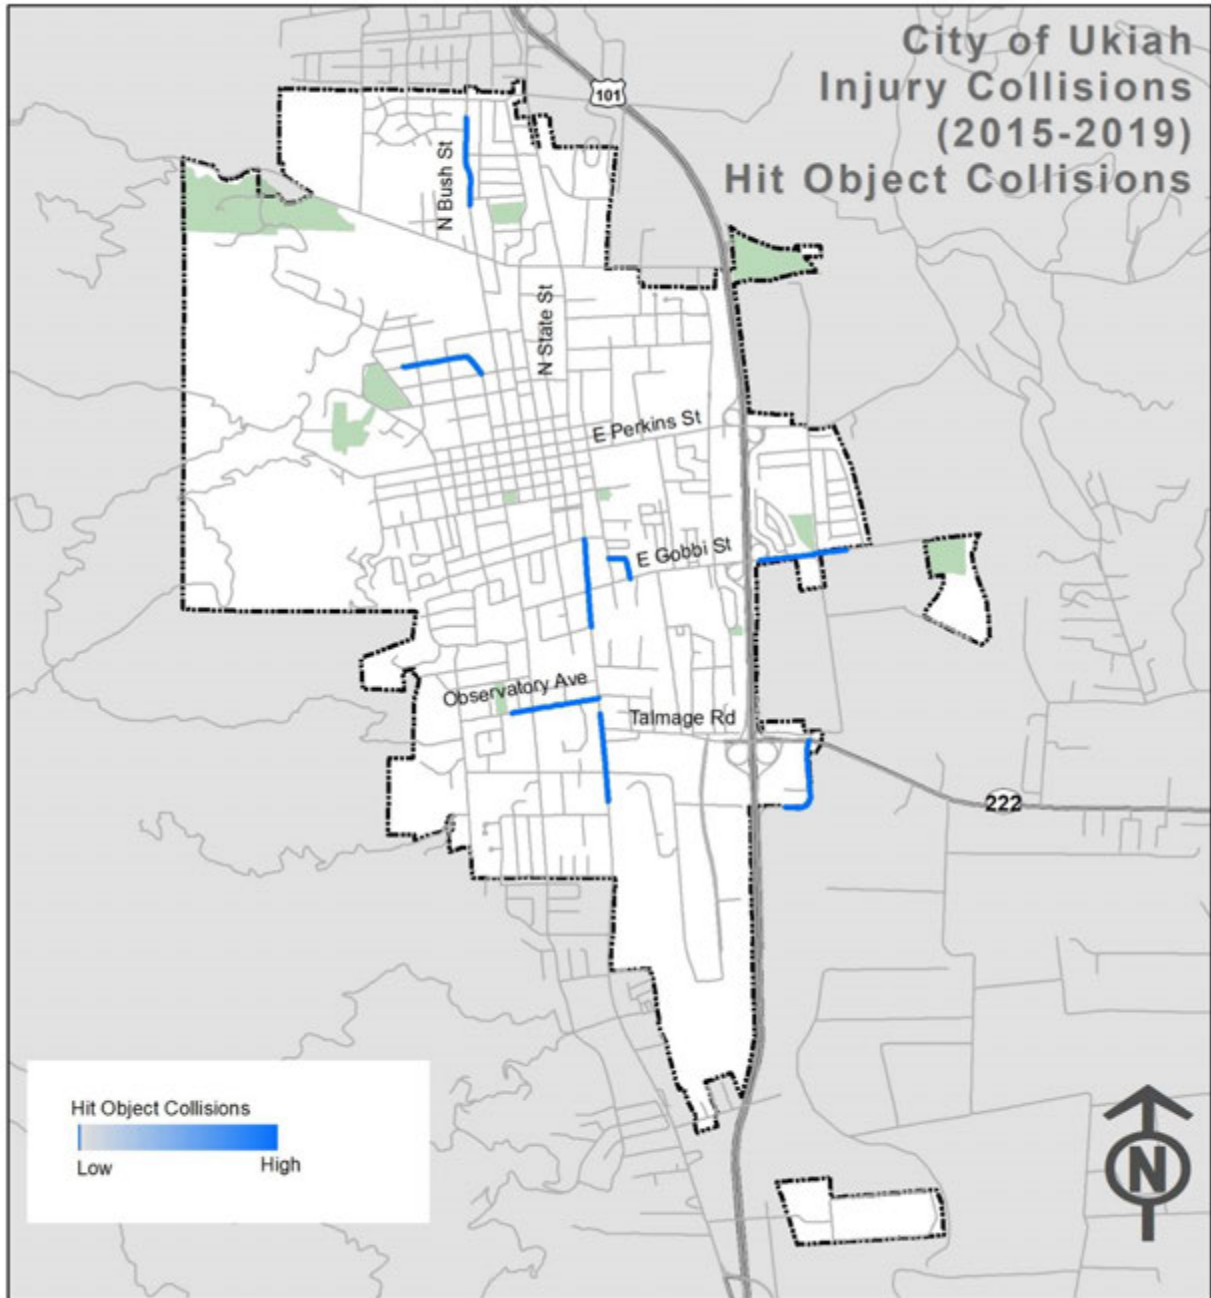 City of Ukiah
Injury Collisions
(2015-2019)
Hit Object Collisions
101
N Bush St
N State St
E Perkins St
E Gobbi St
Observatory Ave
Talmage Rd
222
Hit Object Collisions
Low
High
N